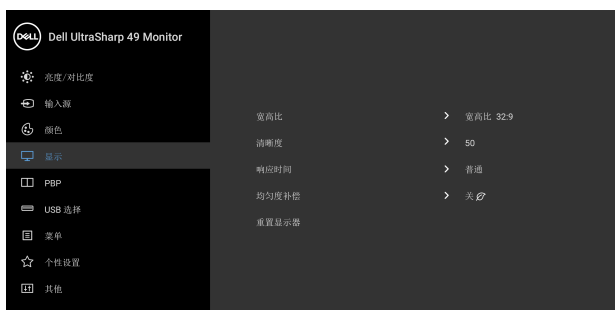 DELL Dell UltraSharp 49 Monitor
亮度/对比度
输入源
颜色
显示
PBP
USB 选择
菜单
个性设置
其他
宽高比 宽高比 32:9
清晰度 50
响应时间 普通
均匀度补偿 关
重置显示器